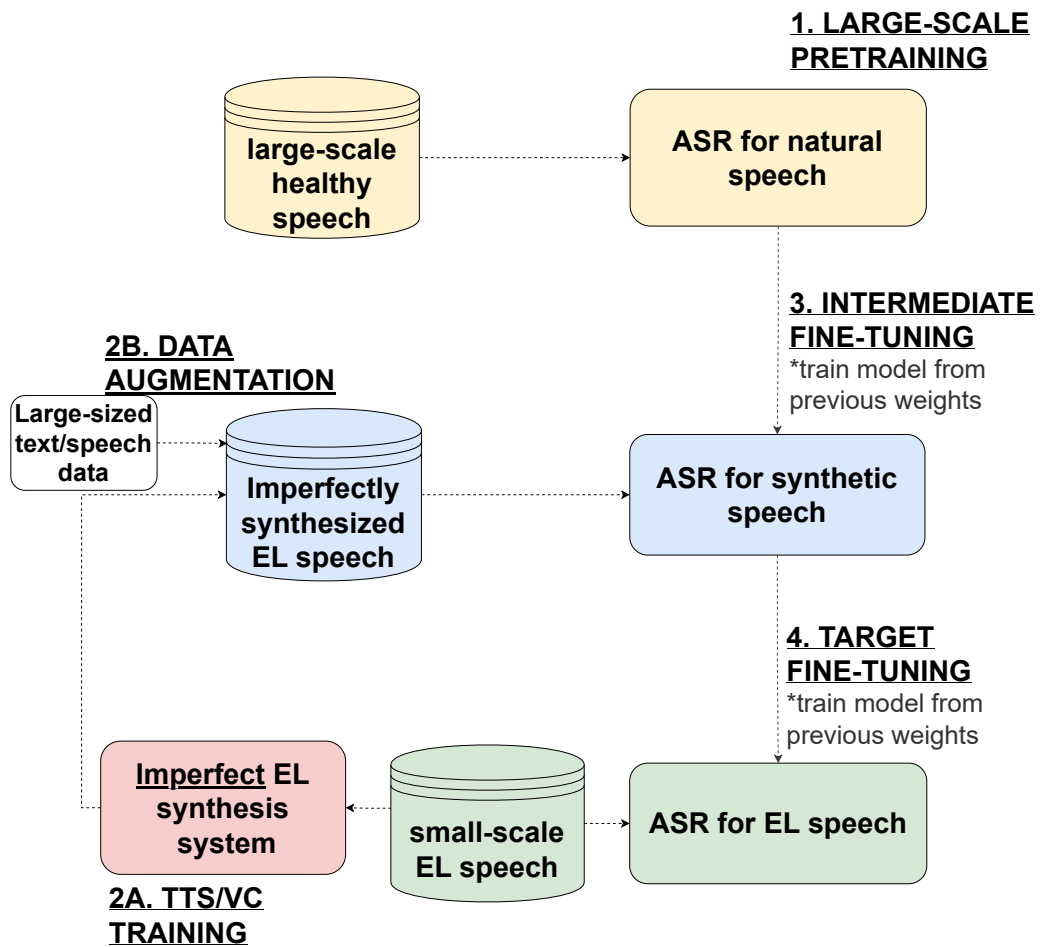 1. LARGE-SCALE
PRETRAINING
large-scale
healthy
speech
ASR for natural
speech
3. INTERMEDIATE
FINE-TUNING
*train model from
previous weights
2B. DATA
AUGMENTATION
Large-sized
text/speech
data
Imperfectly
synthesized
EL speech
ASR for synthetic
speech
4. TARGET
FINE-TUNING
*train model from
previous weights
Imperfect EL
synthesis
system
small-scale
EL speech
ASR for EL speech
2A. TTS/VC
TRAINING